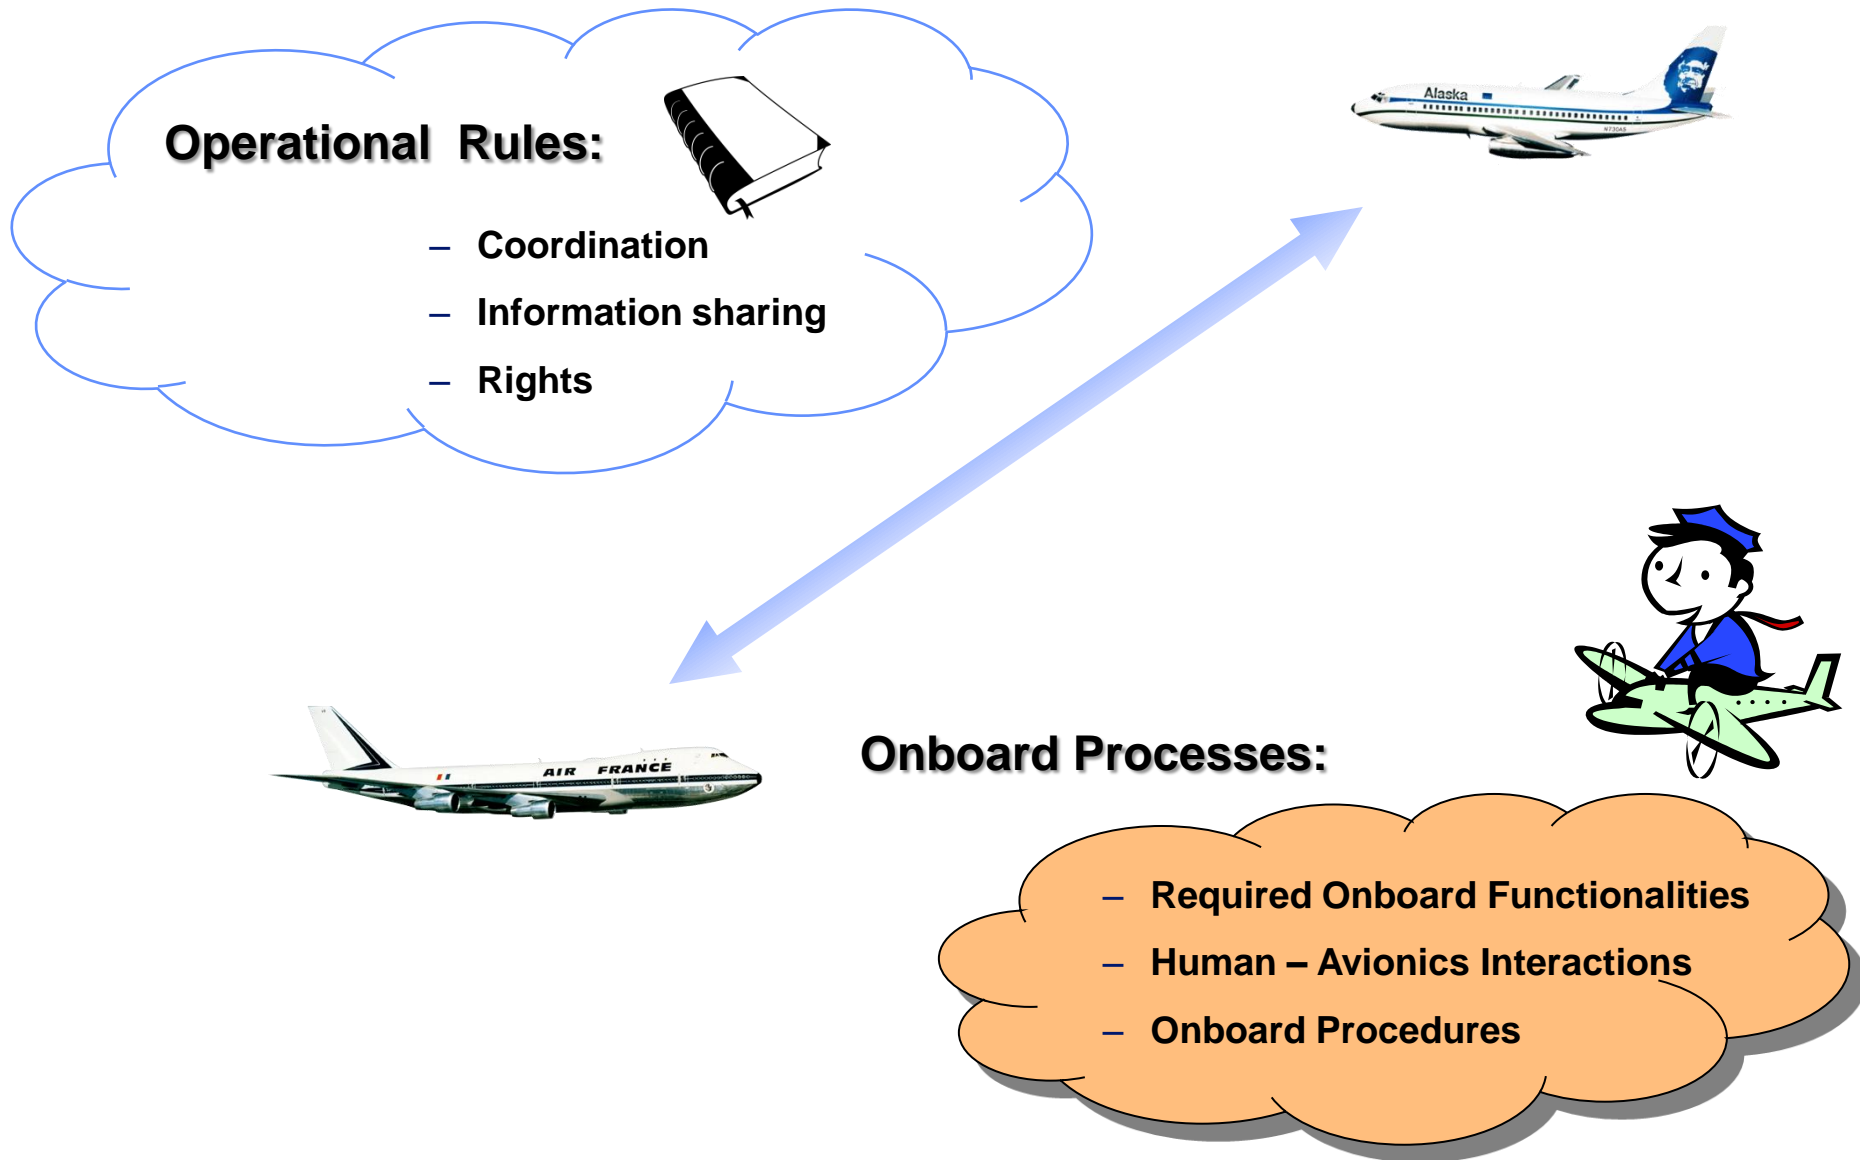 Operational Rules:
– Coordination
– Information sharing
– Rights
Alaska
N730AS
AIR FRANCE
Onboard Processes:
– Required Onboard Functionalities
– Human – Avionics Interactions
– Onboard Procedures